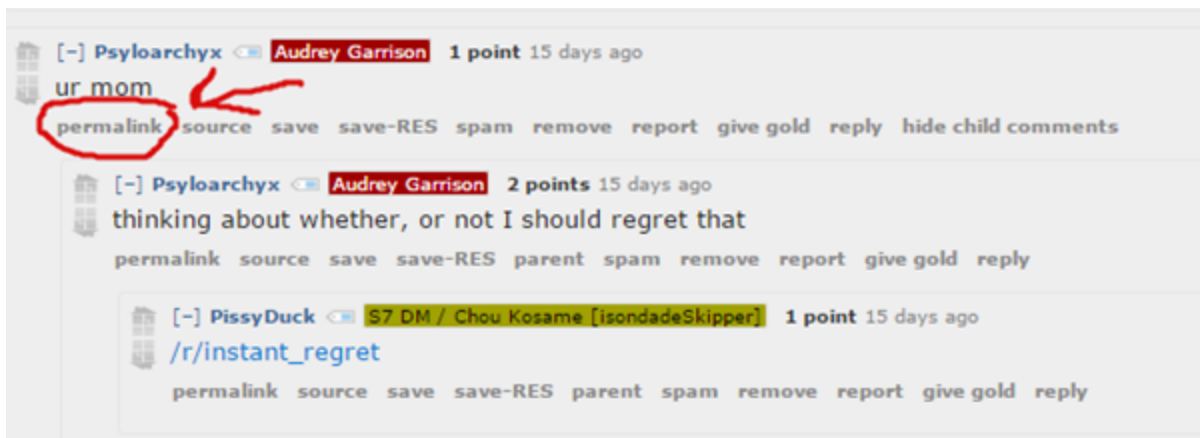 [-] Psyloarchyx Audrey Garrison 1 point 15 days ago
ur mom
permalink source save save-RES spam remove report give gold reply hide child comments
[-] Psyloarchyx Audrey Garrison 2 points 15 days ago
thinking about whether, or not I should regret that
permalink source save save-RES parent spam remove report give gold reply
[-] PissyDuck S7 DM / Chou Kosame [isondadeSkipper] 1 point 15 days ago
/r/instant_regret
permalink source save save-RES parent spam remove report give gold reply